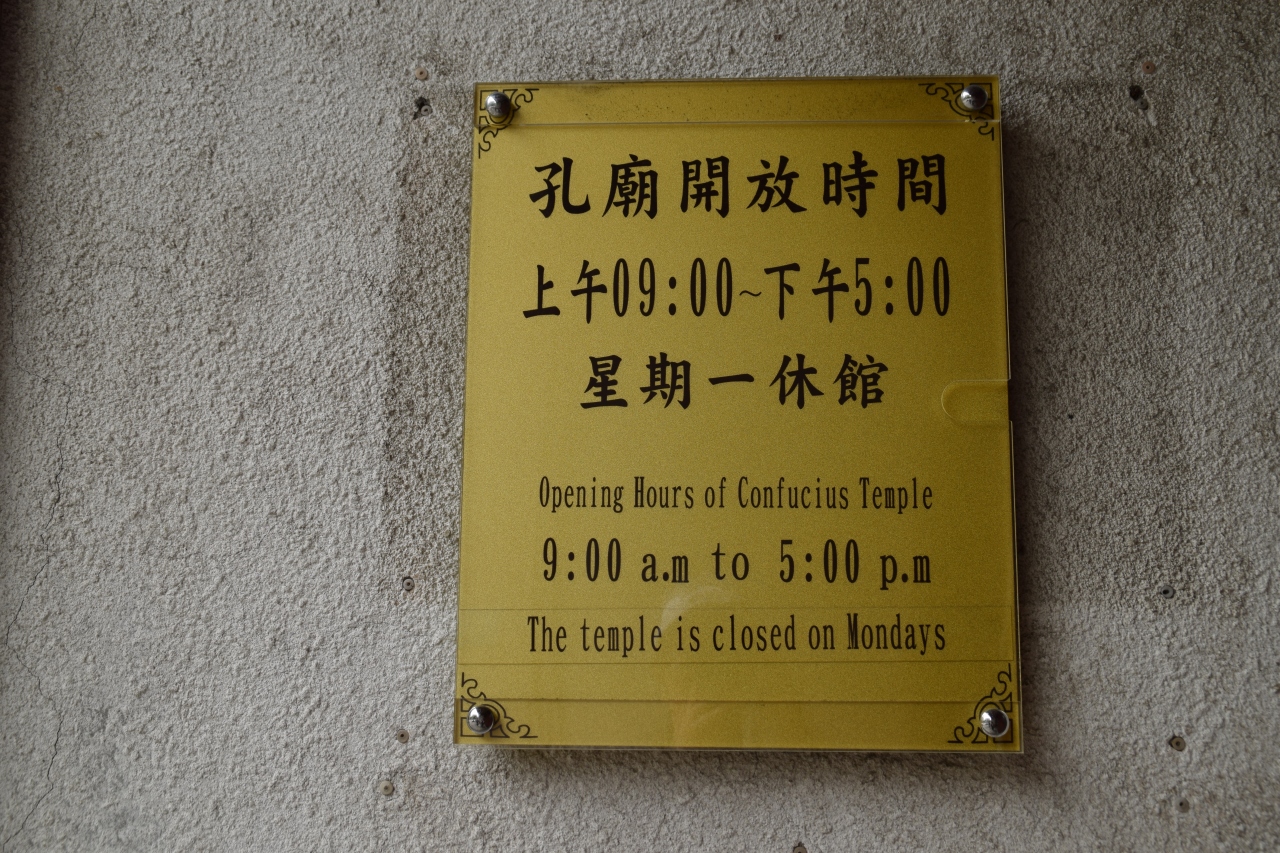 孔廟開放時間
上午09:00~下午5:00
星期一休館
Opening Hours of Confucius Temple
9:00 a.m to 5:00 p.m
The temple is closed on Mondays